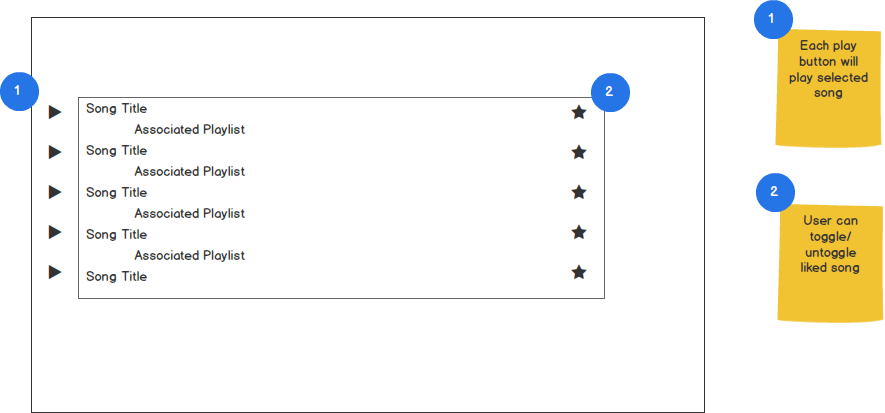 1
Song Title
Associated Playlist
Song Title
Associated Playlist
Song Title
Associated Playlist
Song Title
Associated Playlist
Song Title
2
1
Each play
button will
play selected
song
2
User can
toggle/
untoggle
liked song